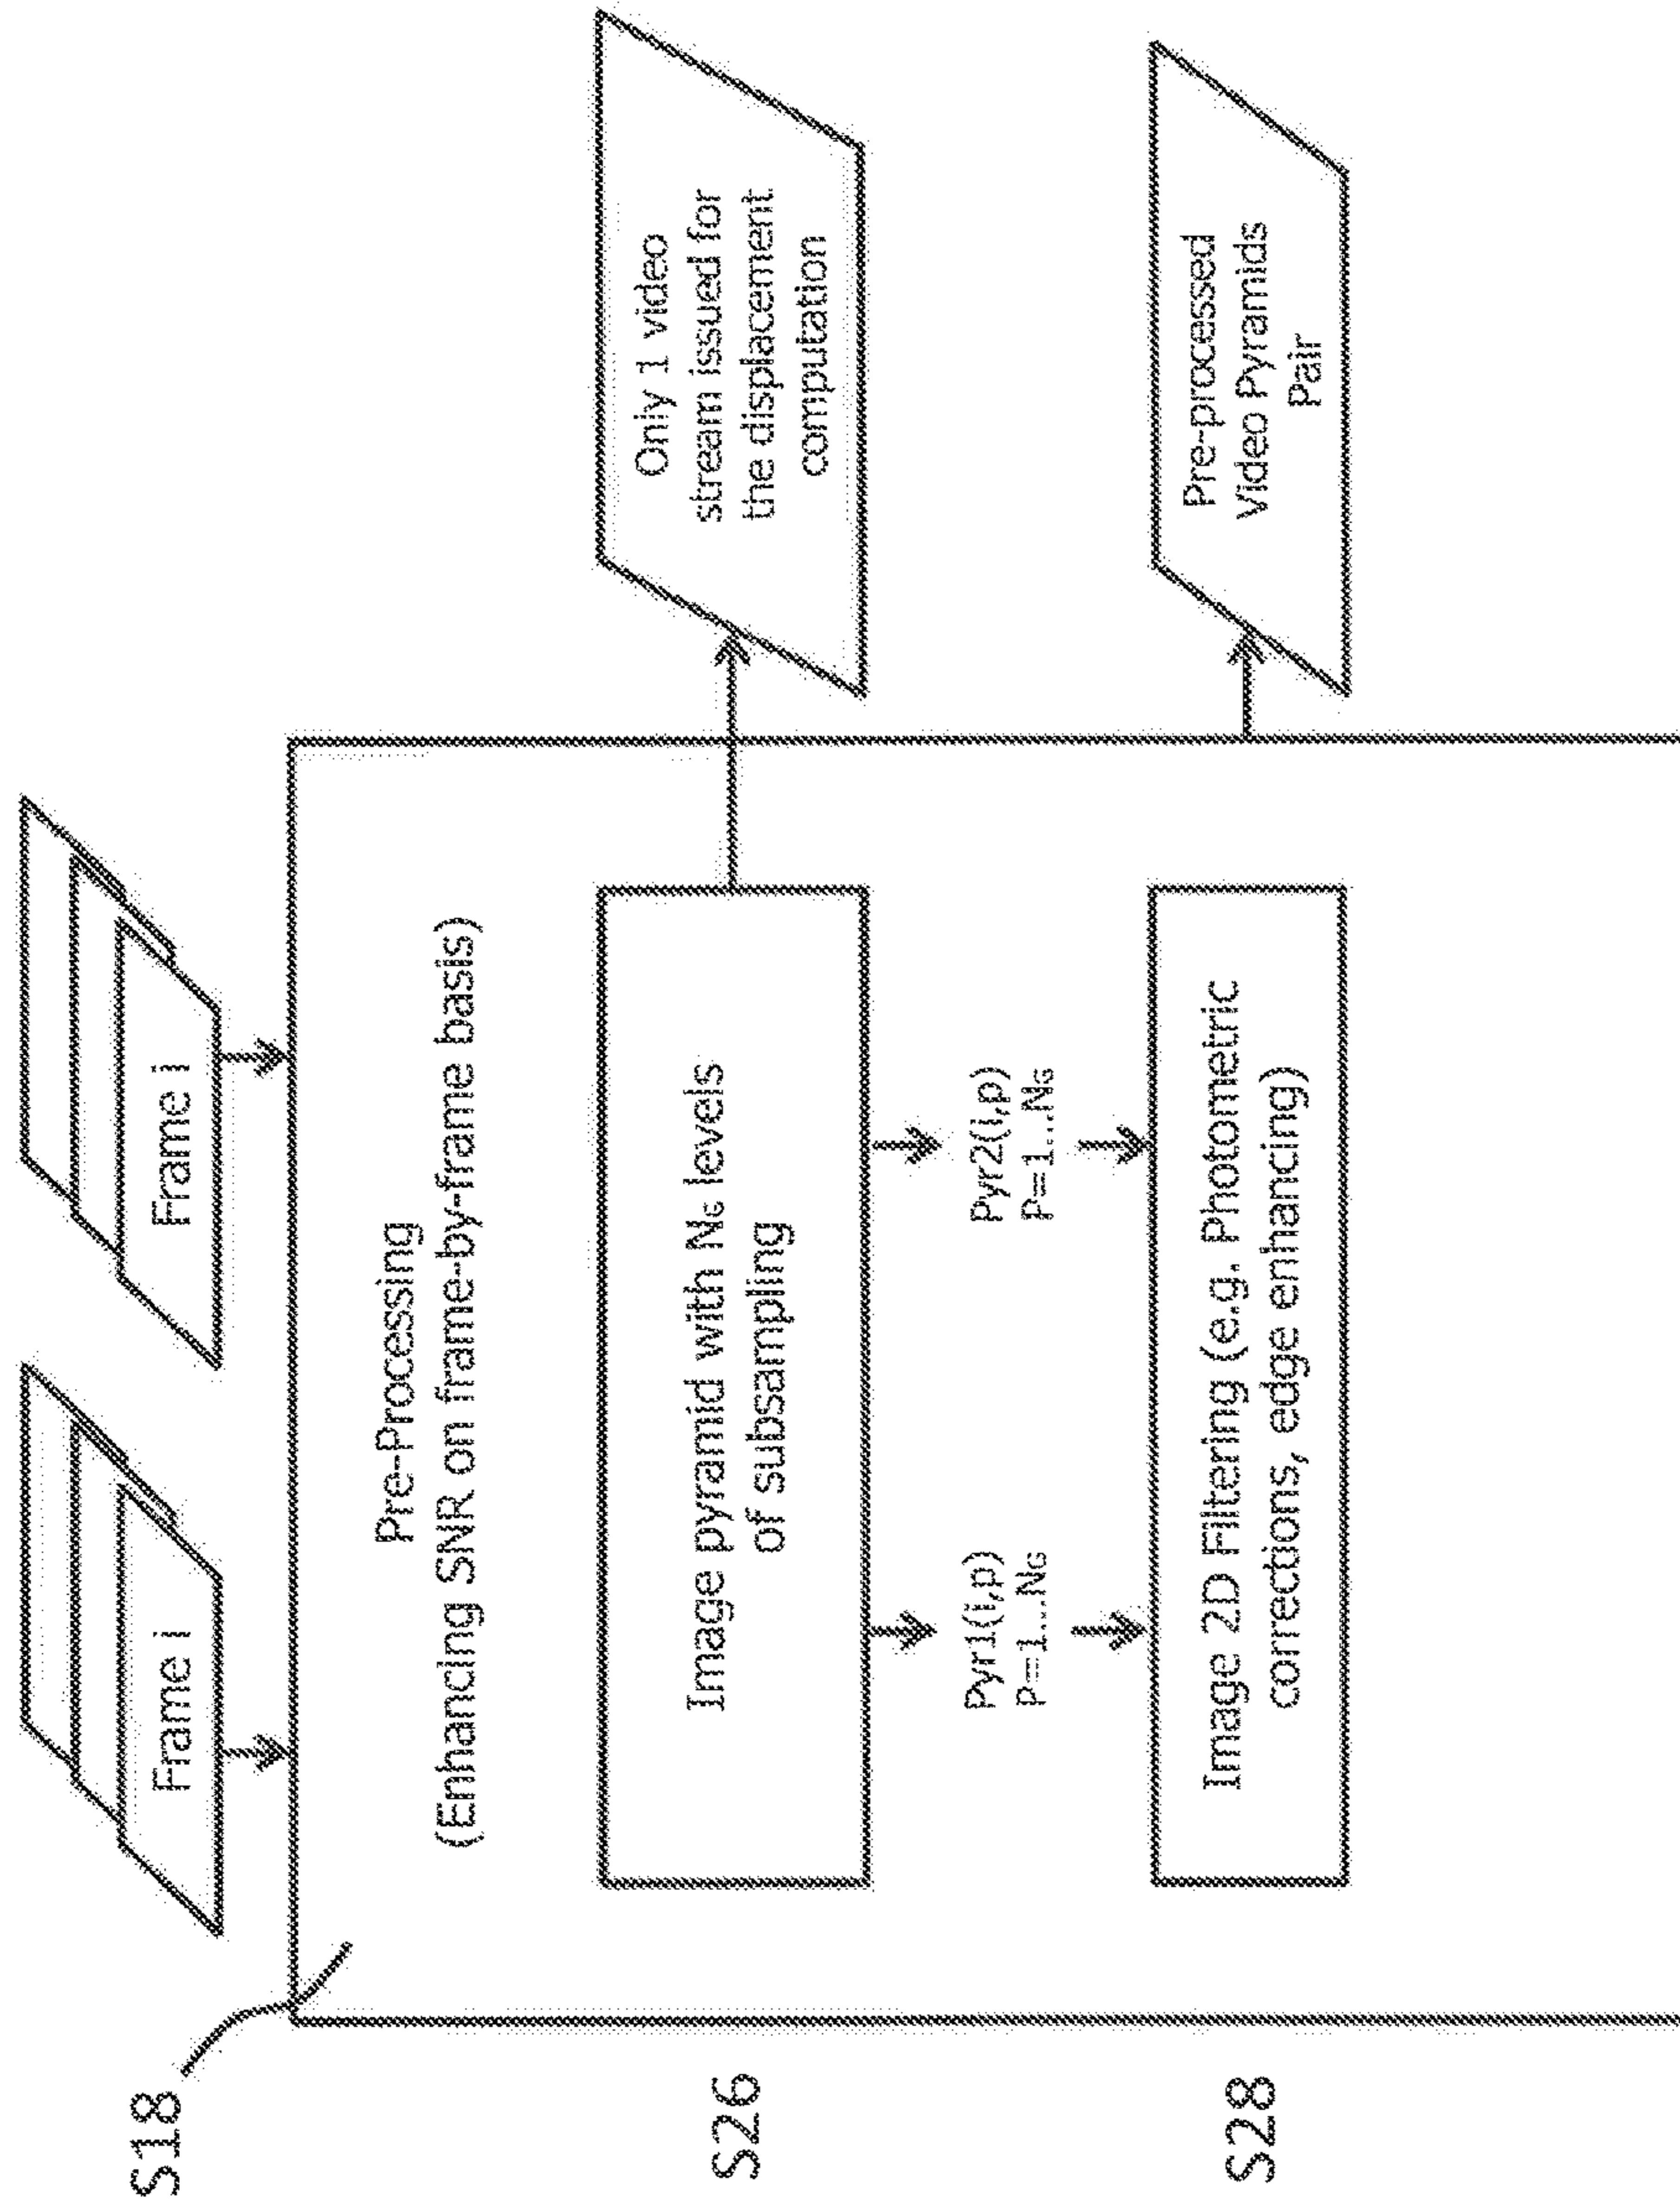 S18
Frame i
Frame i
Pre-Processing
(Enhancing SNR on frame-by-frame basis)
S26
Image pyramid with NG levels
of subsampling
Only 1 video
stream issued for
the displacement
computation
Pyr1(i,p)
P=1...NG
Pyr2(i,p)
P=1...NG
S28
Image 2D Filtering (e.g. Photometric
corrections, edge enhancing)
Pre-processed
Video Pyramids
Pair